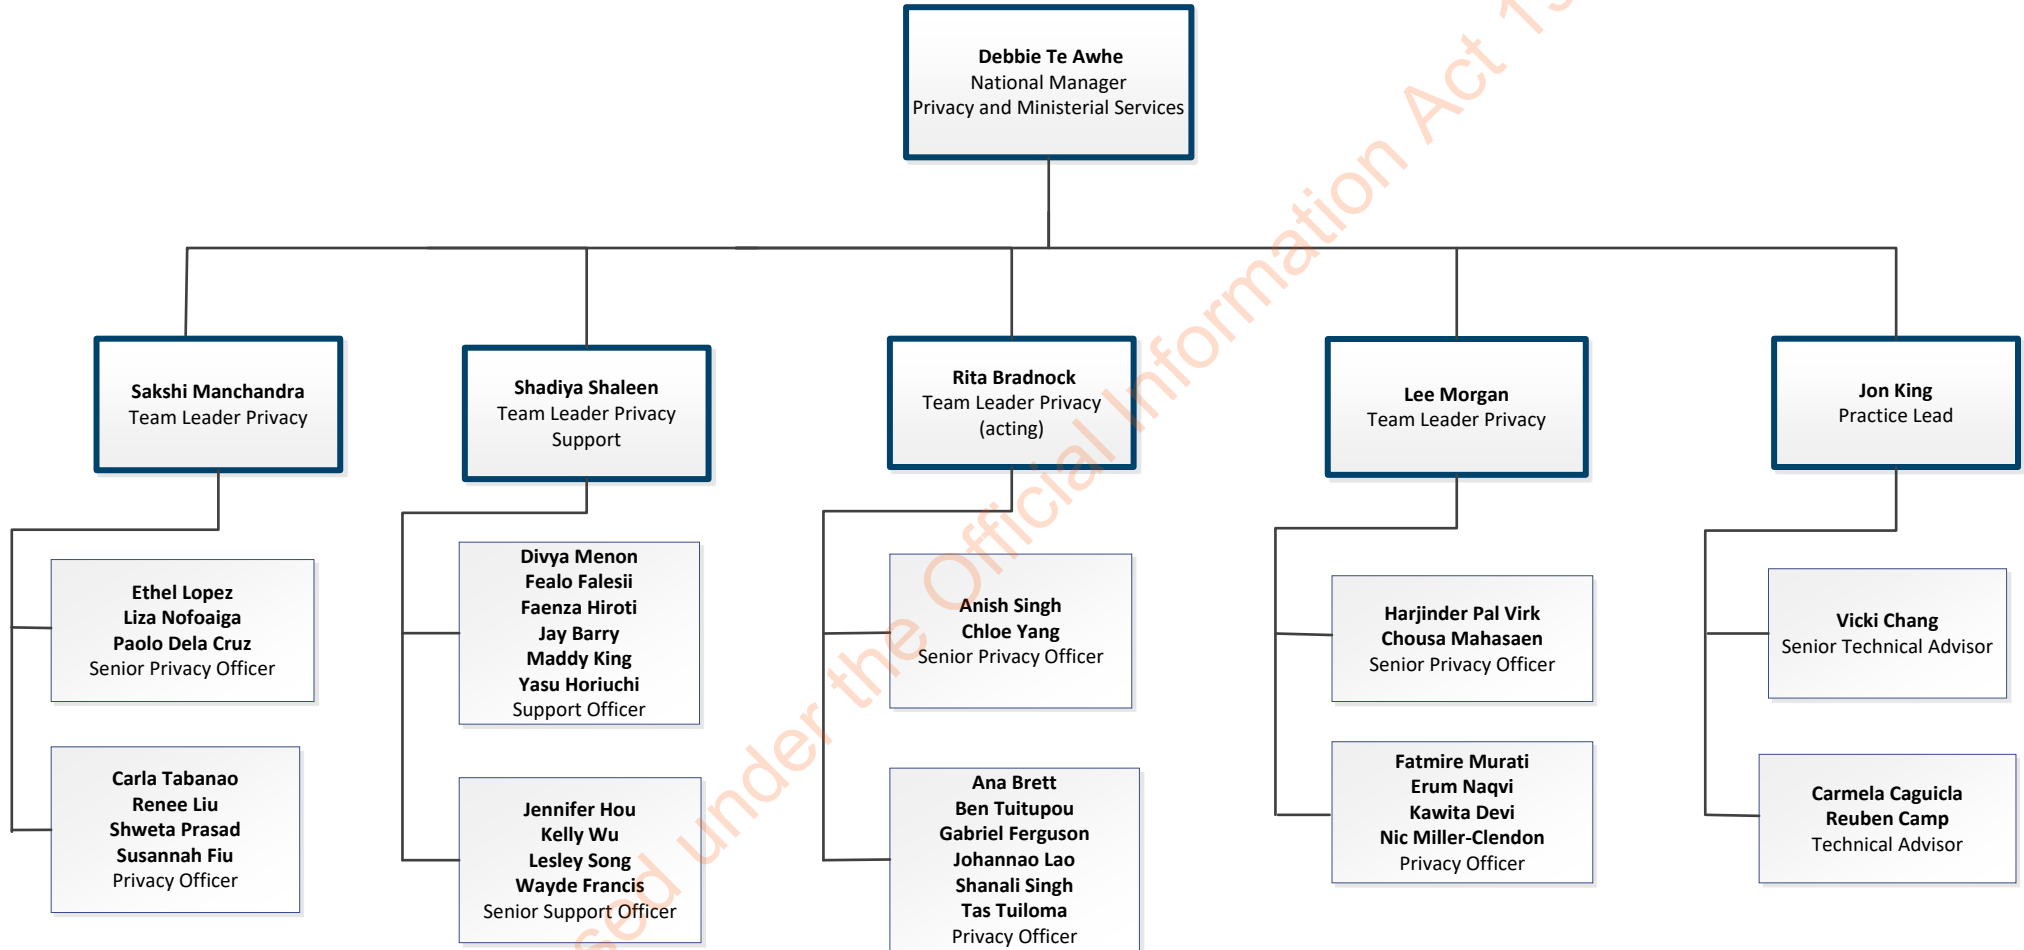 Debbie Te Awhe
National Manager
Privacy and Ministerial Services
Sakshi Manchandra
Team Leader Privacy
Shadiya Shaleen
Team Leader Privacy
Support
Rita Bradnock
Team Leader Privacy
(acting)
Lee Morgan
Team Leader Privacy
Jon King
Practice Lead
Ethel Lopez
Liza Nofoaiga
Paolo Dela Cruz
Senior Privacy Officer
Divya Menon
Fealo Falesii
Faenza Hiroti
Jay Barry
Maddy King
Yasu Horiuchi
Support Officer
Anish Singh
Chloe Yang
Senior Privacy Officer
Harjinder Pal Virk
Chousa Mahasaen
Senior Privacy Officer
Vicki Chang
Senior Technical Advisor
Carla Tabanao
Renee Liu
Shweta Prasad
Susannah Fiu
Privacy Officer
Jennifer Hou
Kelly Wu
Lesley Song
Wayde Francis
Senior Support Officer
Ana Brett
Ben Tuitupou
Gabriel Ferguson
Johannao Lao
Shanali Singh
Tas Tuiloma
Privacy Officer
Fatmire Murati
Erum Naqvi
Kawita Devi
Nic Miller-Clendon
Privacy Officer
Carmela Caguicla
Reuben Camp
Technical Advisor
sed under the Official Information Act 1